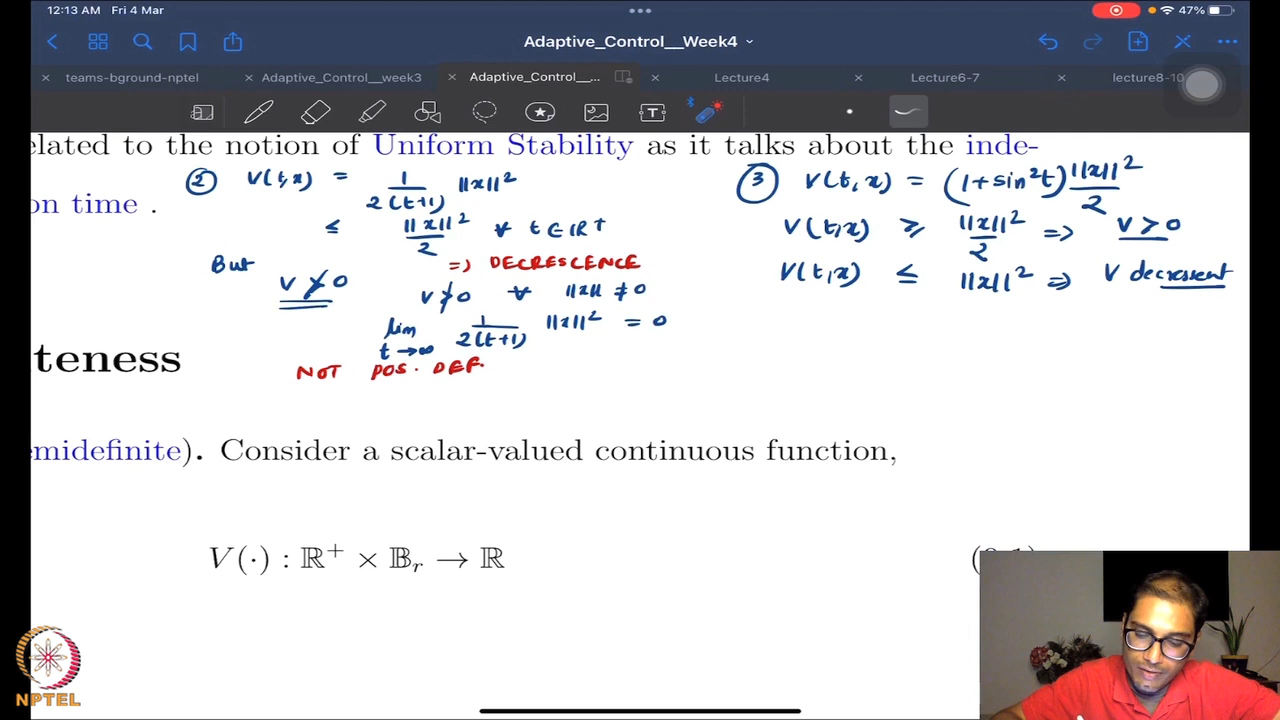 12:13 AM Fri 4 Mar
47%
Adaptive_Control__Week4
teams-bground-nptel
Adaptive_Control__week3
Adaptive_Control__...
Lecture4
Lecture6-7
lecture8-10
elated to the notion of Uniform Stability as it talks about the inde-
on time .
② V(t,x) = 1/2(t+1) ||x||²
≤ ||x||²/2 ∀ t ∈ ℝ⁺
⇒ DECRESCENCE
But V ≯ 0
V ≯ 0 ∀ ||x|| ≠ 0
lim t→∞ 1/2(t+1) ||x||² = 0
NOT POS. DEF.
③ V(t,x) = (1+sin²t) ||x||²/2
V(t,x) ≥ ||x||²/2 ⇒ V > 0
V(t,x) ≤ ||x||² ⇒ V decrescent
teness
emidefinite). Consider a scalar-valued continuous function,
V(·) : ℝ⁺ × 𝔹ᵣ → ℝ
NPTEL